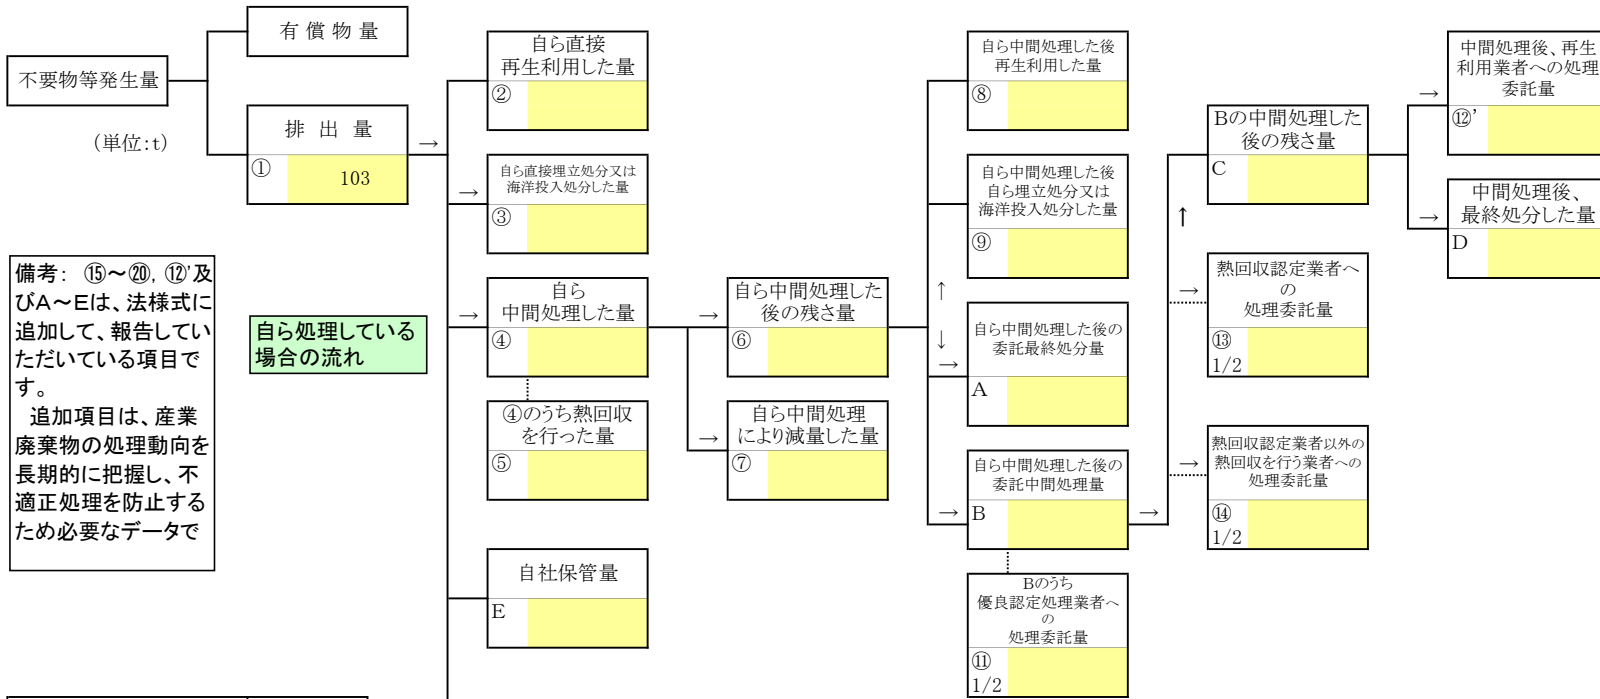 不要物等発生量
(単位:t)
有 償 物 量
排 出 量
①
103
→
備考: ⑮～⑳, ⑫'及
びA～Eは、法様式に
追加して、報告してい
ただいている項目で
す。
追加項目は、産業
廃棄物の処理動向を
長期的に把握し、不
適正処理を防止する
ため必要なデータで
自ら処理している
場合の流れ
自ら直接
再生利用した量
②
→
自ら直接埋立処分又は
海洋投入処分した量
③
→
自ら
中間処理した量
④
④のうち熱回収
を行った量
⑤
自社保管量
E
→
自ら中間処理した
後の残さ量
⑥
→
自ら中間処理
により減量した量
⑦
↑
↓
→
→
自ら中間処理した後
再生利用した量
⑧
自ら中間処理した後
自ら埋立処分又は
海洋投入処分した量
⑨
自ら中間処理した後の
委託最終処分量
A
自ら中間処理した後の
委託中間処理量
B
Bのうち
優良認定処理業者へ
の
処理委託量
⑪
1/2
→
↑
→
→
Bの中間処理した
後の残さ量
C
熱回収認定業者へ
の
処理委託量
⑬
1/2
熱回収認定業者以外の
熱回収を行う業者への
処理委託量
⑭
1/2
→
中間処理後、再生
利用業者への処理
委託量
⑫'
→
中間処理後、
最終処分した量
D